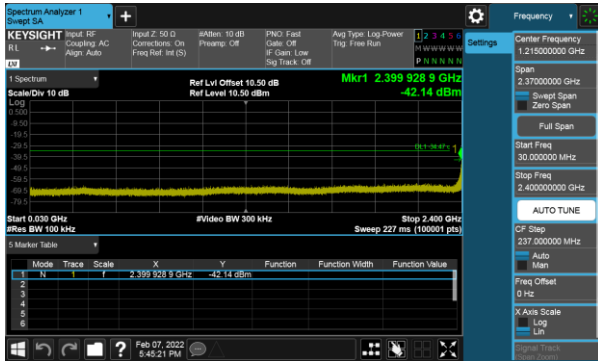 Spectrum Analyzer 1
Swept SA
+
Frequency
KEYSIGHT
RL
Input: RF
Coupling: AC
Align: Auto
Input Z: 50 Ω
Corrections: On
Freq Ref: Int (S)
#Atten: 10 dB
Preamp: Off
PNO: Fast
Gate: Off
IF Gain: Low
Sig Track: Off
Avg Type: Log-Power
Trig: Free Run
1 2 3 4 5 6
M W W W W W
P N N N N N
LXI
1 Spectrum
Scale/Div 10 dB
Ref Lvl Offset 10.50 dB
Ref Level 10.50 dBm
Mkr1 2.399 928 9 GHz
-42.14 dBm
Log
0.500
-9.50
-19.5
-29.5
-39.5
-49.5
-59.5
-69.5
-79.5
1
Start 0.030 GHz
#Res BW 100 kHz
#Video BW 300 kHz
Stop 2.400 GHz
Sweep 227 ms (100001 pts)
5 Marker Table
Mode Trace Scale X Y Function Function Width Function Value
1 N 1 f 2.399 928 9 GHz -42.14 dBm
2
3
4
5
6
Settings
Center Frequency
1.215000000 GHz
Span
2.37000000 GHz
Swept Span
Zero Span
Full Span
Start Freq
30.000000 MHz
Stop Freq
2.400000000 GHz
AUTO TUNE
CF Step
237.000000 MHz
Auto
Man
Freq Offset
0 Hz
X Axis Scale
Log
Lin
Signal Track
(Span Zoom)
?
Feb 07, 2022
5:45:21 PM